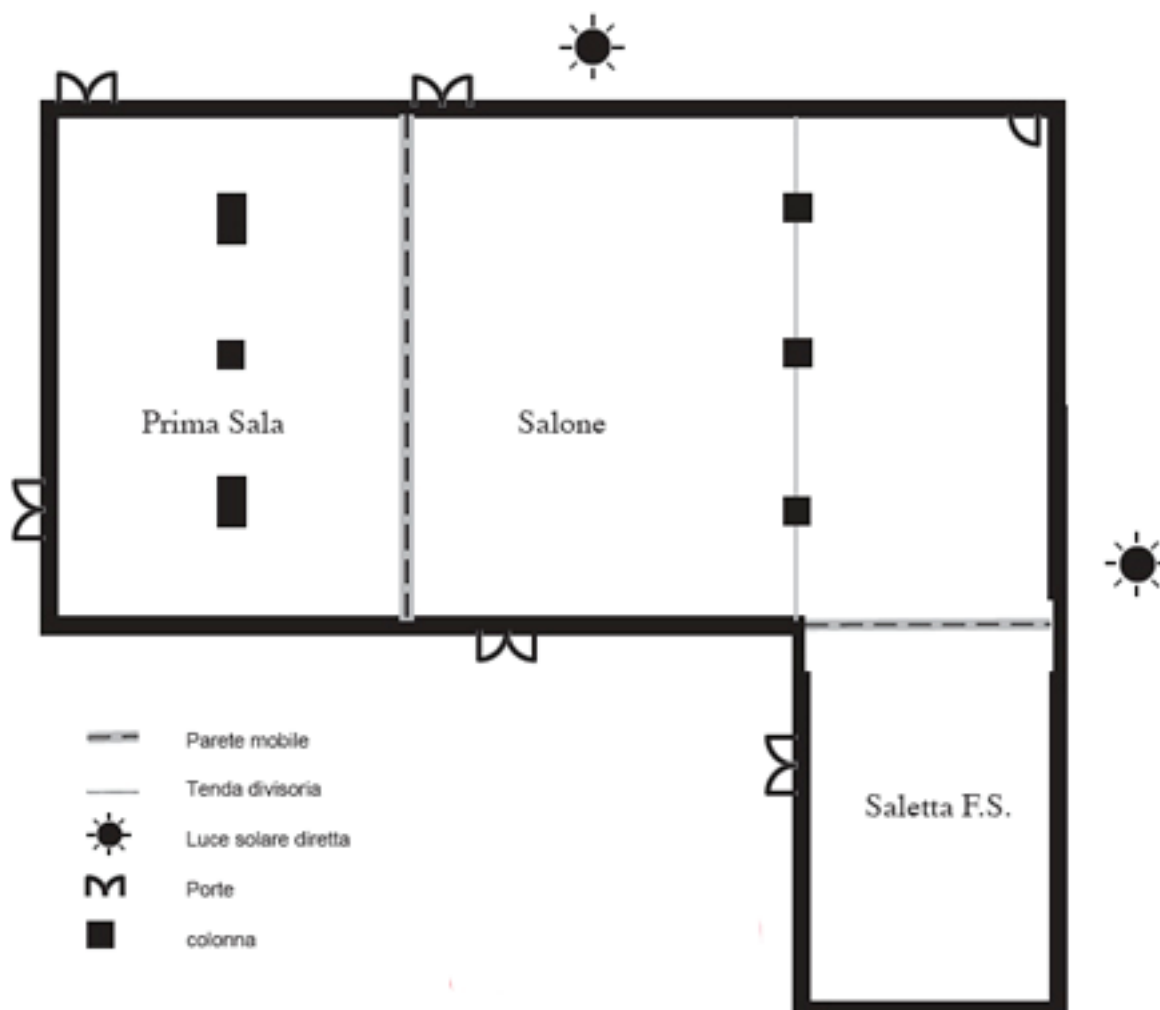 Prima Sala
Salone
Parete mobile
Tenda divisoria
Luce solare diretta
Porte
colonna
Saletta F.S.